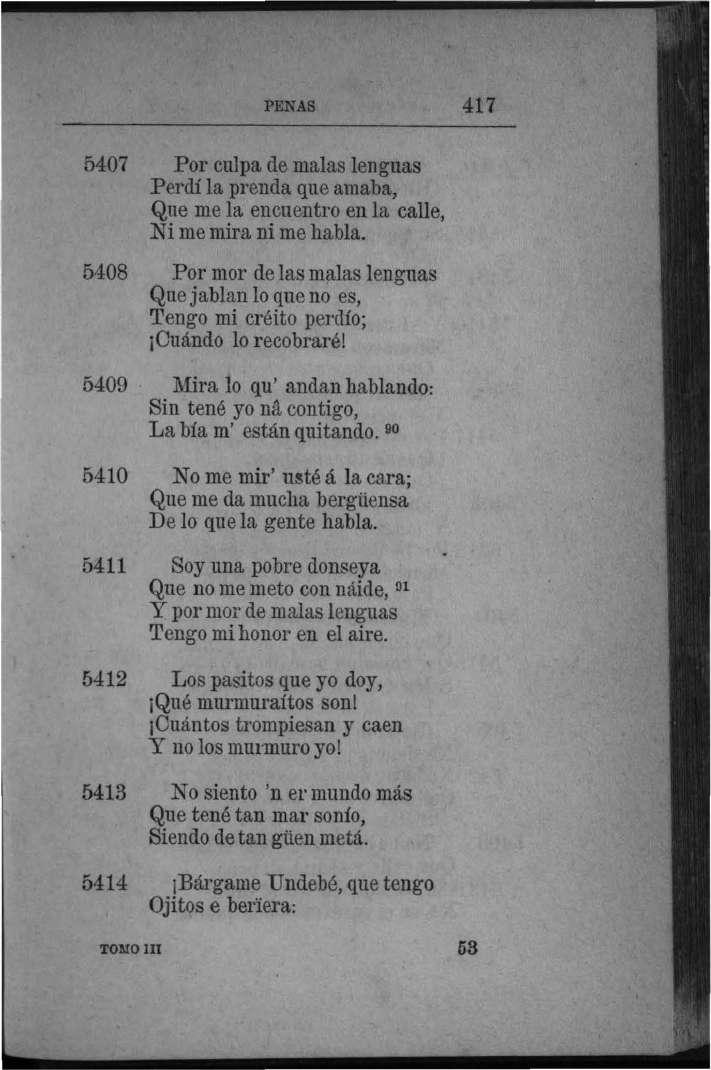 PENAS 417
5407 Por culpa de malas lenguas
Perdí la prenda que amaba,
Que me la encuentro en la calle,
Ni me mira ni me habla.
5408 Por mor de las malas lenguas
Que jablan lo que no es,
Tengo mi créito perdío;
¡Cuándo lo recobraré!
5409 Mira lo qu' andan hablando:
Sin tené yo nâ contigo,
La bía m' están quitando. 90
5410 No me mir' usté á la cara;
Que me da mucha bergüensa
De lo que la gente habla.
5411 Soy una pobre donseya
Que no me meto con náide, 91
Y por mor de malas lenguas
Tengo mi honor en el aire.
5412 Los pasitos que yo doy,
¡Qué murmuraítos son!
¡Cuántos trompiesan y caen
Y no los murmuro yo!
5413 No siento 'n er mundo más
Que tené tan mar sonío,
Siendo de tan güen metá.
5414 ¡Bárgame Undebé, que tengo
Ojitos e berïera:
TOMO III 53